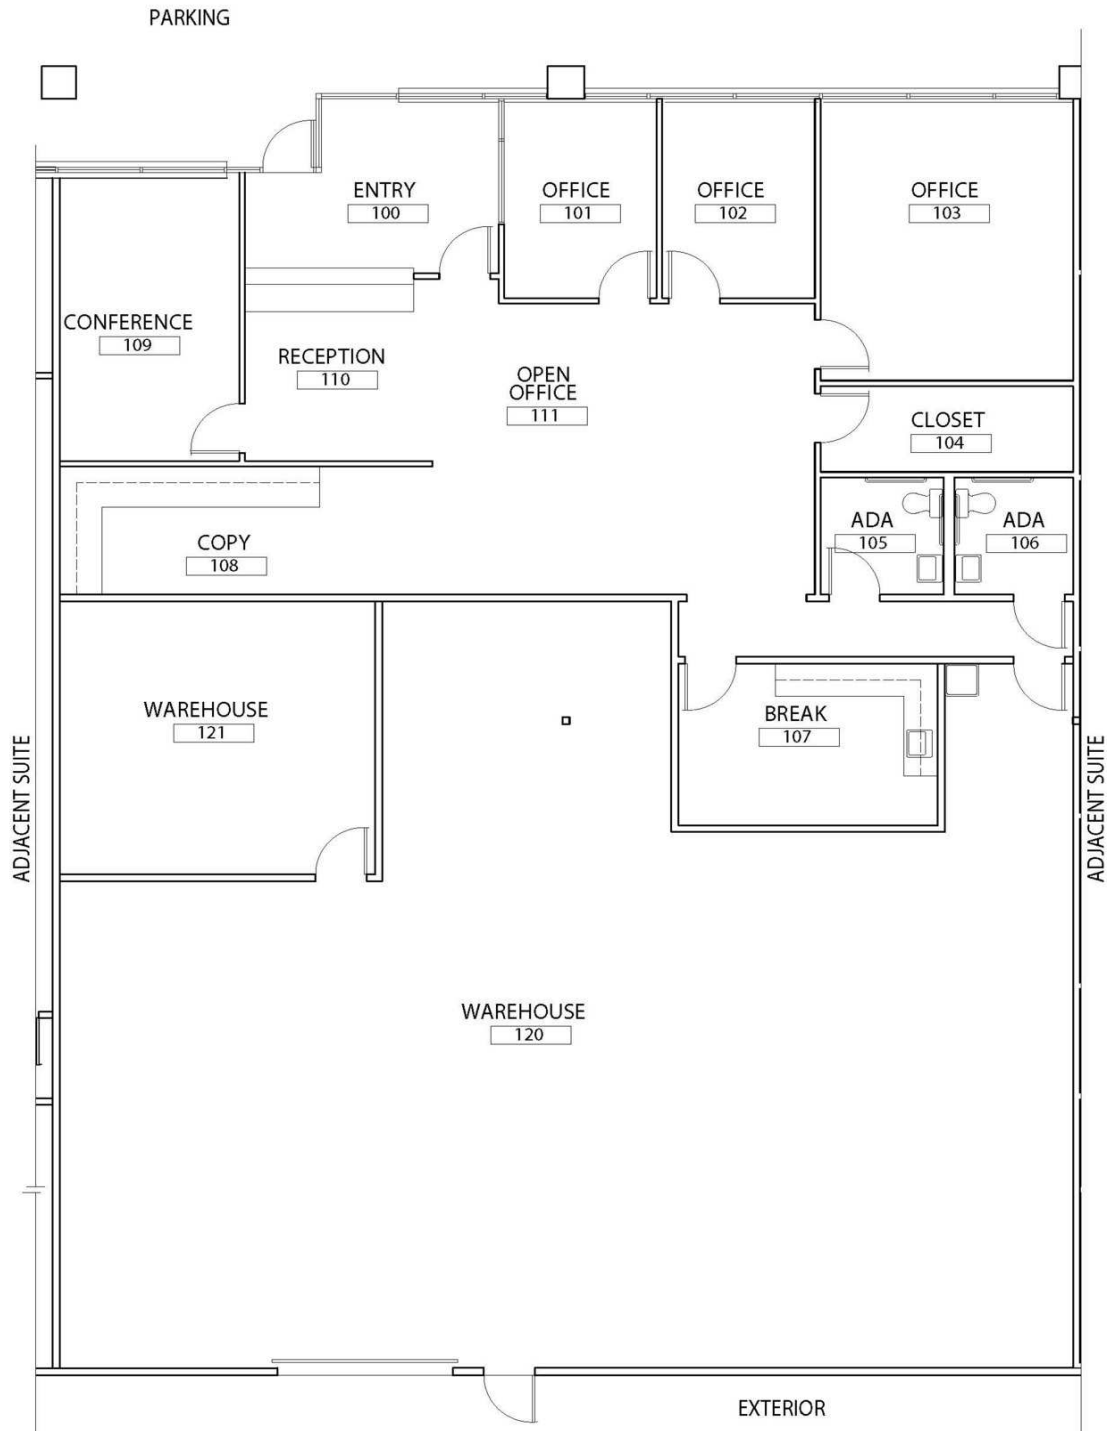 PARKING
ENTRY
100
OFFICE
101
OFFICE
102
OFFICE
103
CONFERENCE
109
RECEPTION
110
OPEN
OFFICE
111
CLOSET
104
COPY
108
ADA
105
ADA
106
WAREHOUSE
121
BREAK
107
ADJACENT SUITE
ADJACENT SUITE
WAREHOUSE
120
EXTERIOR